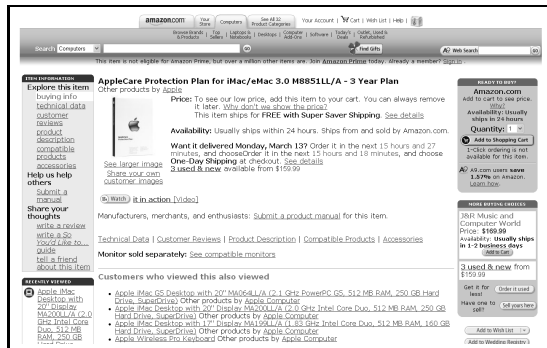 amazon.com
Your Store
Computers
See All 32 Product Categories
Your Account | Cart | Wish List | Help |
Browse Brands & Products | Top Sellers | Laptops & Notebooks | Desktops | Computer Add-Ons | Software | Today's Deals | Outlet, Used & Refurbished
Search Computers GO Find Gifts A9 Web Search GO
This item is not eligible for Amazon Prime, but over a million other items are. Join Amazon Prime today. Already a member? Sign in.
ITEM INFORMATION
Explore this item
buying info
technical data
customer reviews
product description
compatible products
accessories
Help us help others
Submit a manual
Share your thoughts
write a review
write a So You'd Like to... guide
tell a friend about this item
RECENTLY VIEWED
Apple iMac Desktop with 20" Display MA200LL/A (2.0 GHz Intel Core Duo, 512 MB RAM, 250 GB
AppleCare Protection Plan for iMac/eMac 3.0 M8851LL/A - 3 Year Plan
Other products by Apple
See larger image
Share your own customer images
Price: To see our low price, add this item to your cart. You can always remove
it later. Why don't we show the price?
This item ships for FREE with Super Saver Shipping. See details
Availability: Usually ships within 24 hours. Ships from and sold by Amazon.com.
Want it delivered Monday, March 13? Order it in the next 15 hours and 27
minutes, and chooseOrder it in the next 15 hours and 18 minutes, and choose
One-Day Shipping at checkout. See details
3 used & new available from $159.99
Watch it in action [Video]
Manufacturers, merchants, and enthusiasts: Submit a product manual for this item.
Technical Data | Customer Reviews | Product Description | Compatible Products | Accessories
Monitor sold separately: See compatible monitors
Customers who viewed this also viewed
• Apple iMac G5 Desktop with 20" MA064LL/A (2.1 GHz PowerPC G5, 512 MB RAM, 250 GB Hard
Drive, SuperDrive) Other products by Apple Computer
• Apple iMac Desktop with 20" Display MA200LL/A (2.0 GHz Intel Core Duo, 512 MB RAM, 250 GB
Hard Drive, SuperDrive) Other products by Apple Computer
• Apple iMac Desktop with 17" Display MA199LL/A (1.83 GHz Intel Core Duo, 512 MB RAM, 160 GB
Hard Drive, SuperDrive) Other products by Apple Computer
• Apple Wireless Pro Keyboard Other products by Apple Computer
READY TO BUY?
Amazon.com
Add to cart to see price.
Why?
Availability: Usually ships in 24 hours
Quantity: 1
Add to Shopping Cart
1-Click ordering is not available for this item.
A9.com users save 1.57% on Amazon. Learn how.
MORE BUYING CHOICES
J&R Music and Computer World
Price: $169.99
Availability: Usually ships in 1-2 business days
Add to Cart
3 used & new from $159.99
Get it for less! Order it used
Have one to sell? Sell yours here
Add to Wish List
Add to Wedding Registry